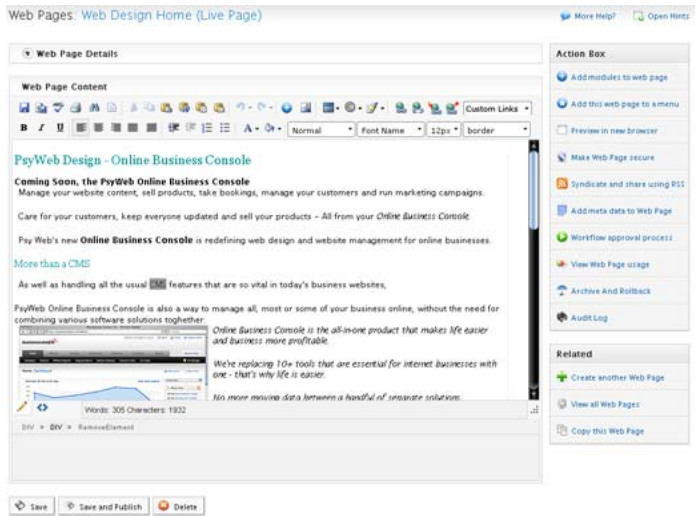 Web Pages: Web Design Home (Live Page)
More Help?
Open Hints
Web Page Details
Web Page Content
Custom Links
B I U
A
Normal
Font Name
12px
border
PsyWeb Design - Online Business Console
Coming Soon, the PsyWeb Online Business Console
Manage your website content, sell products, take bookings, manage your customers and run marketing campaigns.
Care for your customers, keep everyone updated and sell your products – All from your Online Business Console
Psy Web's new Online Business Console is redefining web design and website management for online businesses.
More than a CMS
As well as handling all the usual CMS features that are so vital in today's business websites,
PsyWeb Online Business Console is also a way to manage all, most or some of your business online, without the need for
combining various software solutions toghether.
Online Business Console is the all-in-one product that makes life easier
and business more profitable.
We're replacing 10+ tools that are essential for internet businesses with
one - that's why life is easier.
No more moving data between a handful of separate solutions
Words: 305 Characters: 1932
DIV > DIV > RemoveElement
Save
Save and Publish
Delete
Action Box
Add modules to web page
Add this web page to a menu
Preview in new browser
Make Web Page secure
Syndicate and share using RSS
Add meta data to Web Page
Workflow approval process
View Web Page usage
Archive And Rollback
Audit Log
Related
Create another Web Page
View all Web Pages
Copy this Web Page